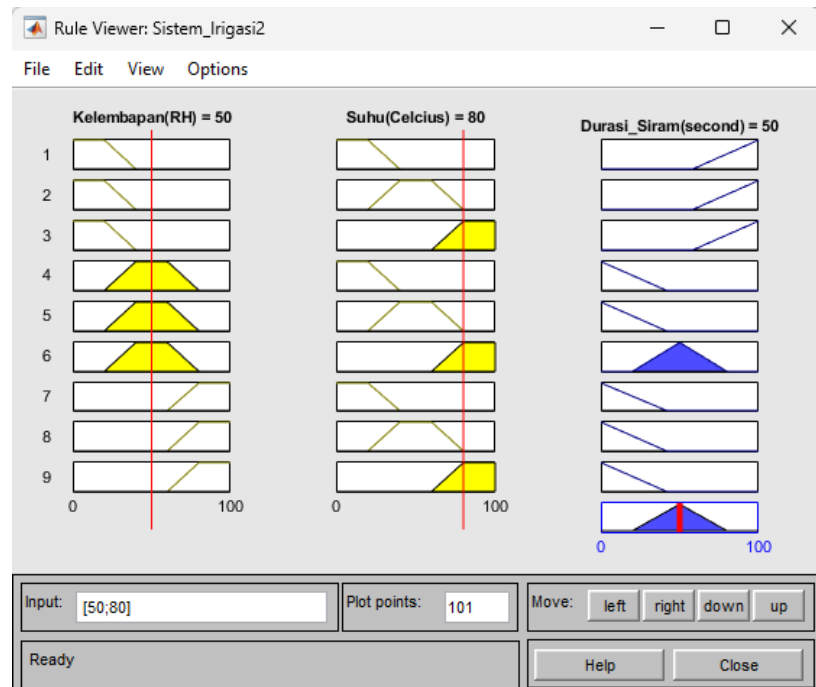 Rule Viewer: Sistem_Irigasi2
File Edit View Options
Kelembapan(RH) = 50 Suhu(Celcius) = 80 Durasi_Siram(second) = 50
1
2
3
4
5
6
7
8
9
0 100 0 100
0 100
Input: [50;80] Plot points: 101 Move: left right down up
Ready Help Close